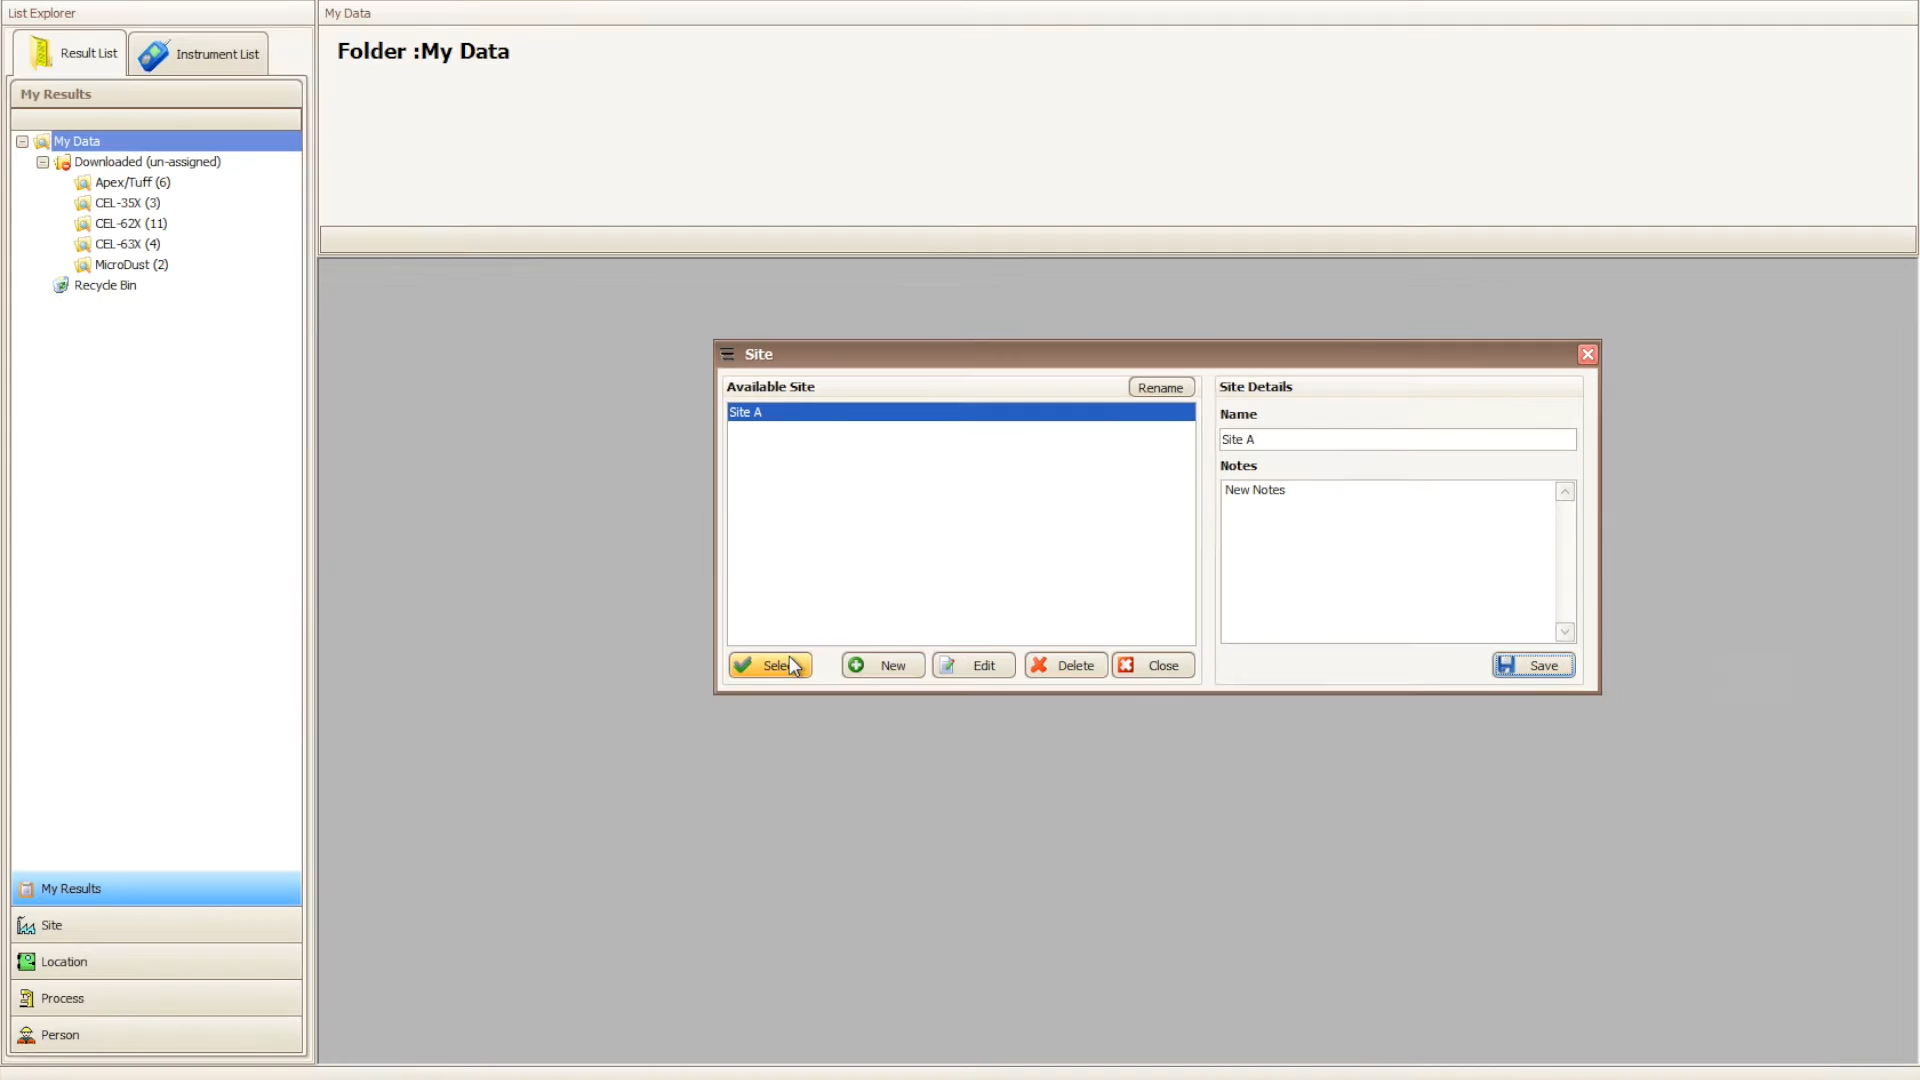 List Explorer
My Data
Result List
Instrument List
Folder :My Data
My Results
My Data
Downloaded (un-assigned)
Apex/Tuff (6)
CEL-35X (3)
CEL-62X (11)
CEL-63X (4)
MicroDust (2)
Recycle Bin
Site
Available Site
Rename
Site A
Site Details
Name
Site A
Notes
New Notes
New
Edit
Delete
Close
Save
My Results
Site
Location
Process
Person